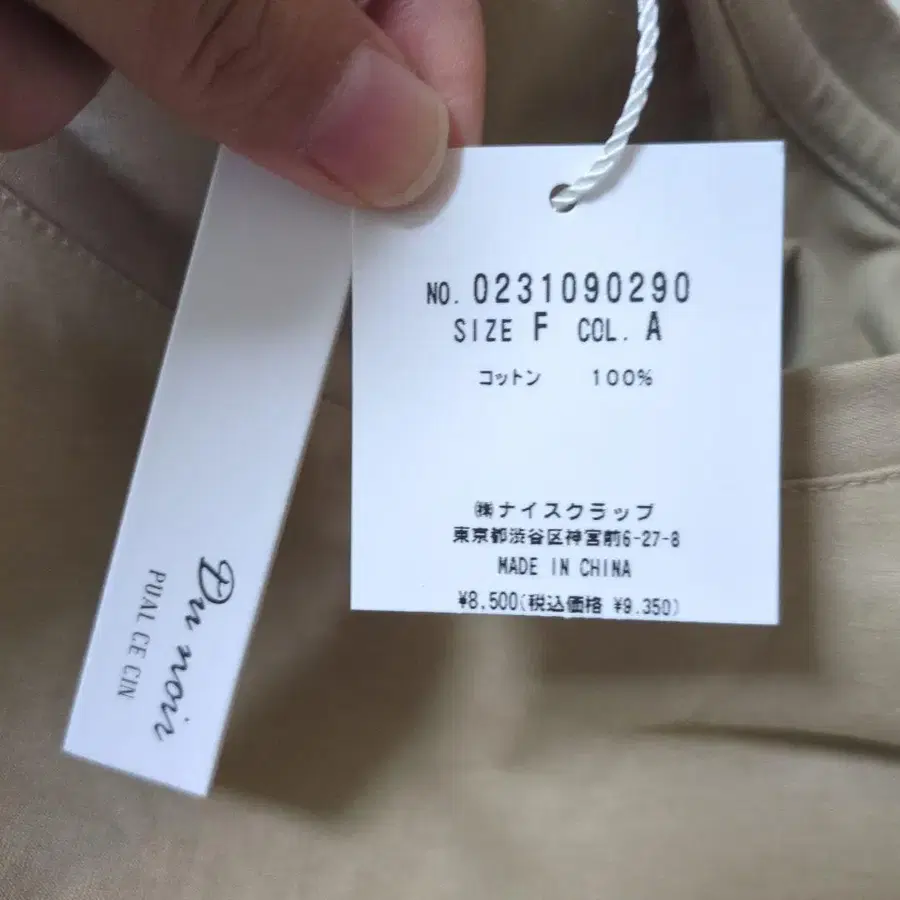 NO. 0231090290
SIZE F COL. A
コットン 100%
㈱ナイスクラップ
東京都渋谷区神宮前6-27-8
MADE IN CHINA
¥8,500(税込価格 ¥9,350)
Du noir
PUAL CE CIN